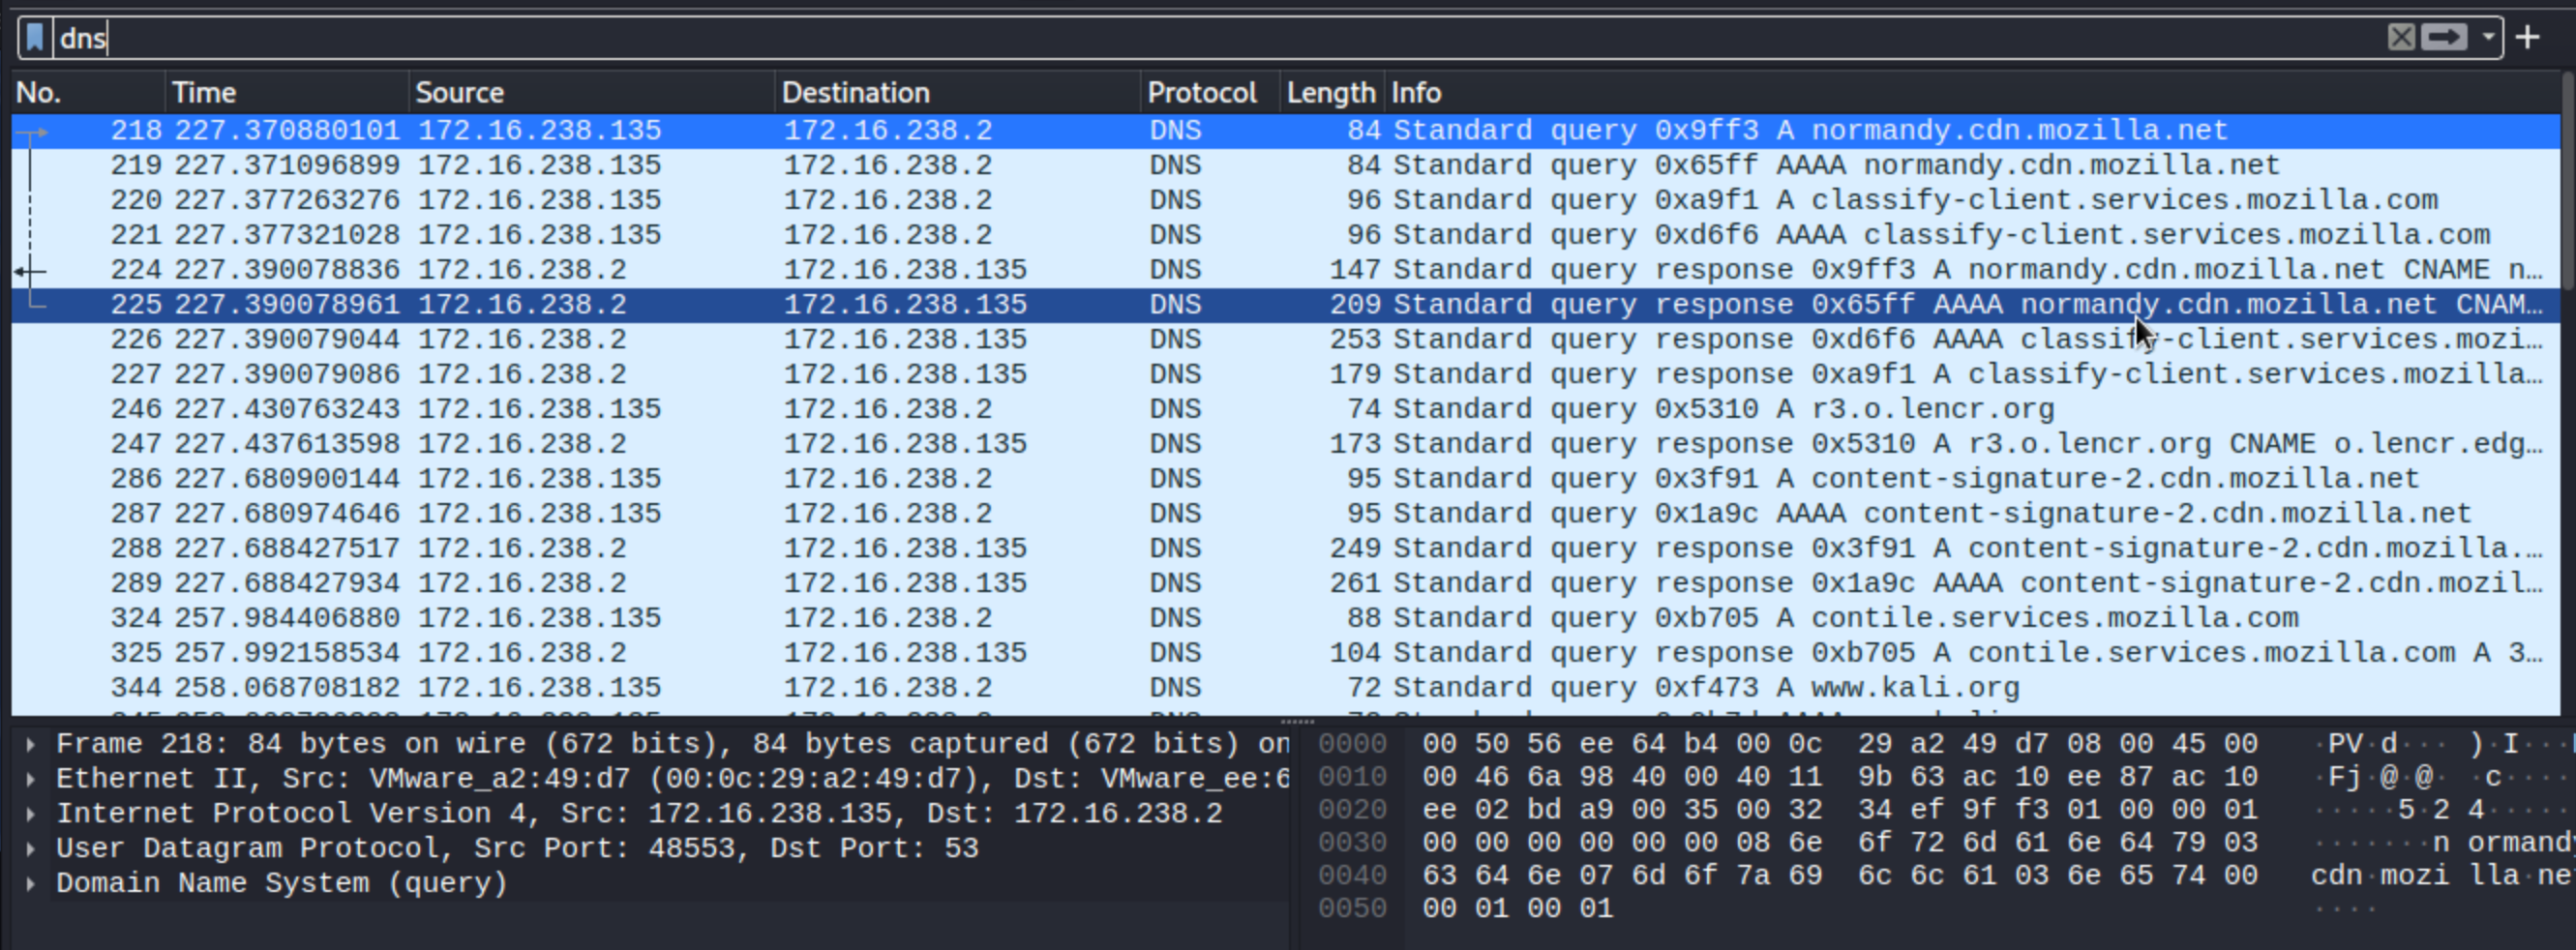 dns
No. Time Source Destination Protocol Length Info
218 227.370880101 172.16.238.135 172.16.238.2 DNS 84 Standard query 0x9ff3 A normandy.cdn.mozilla.net
219 227.371096899 172.16.238.135 172.16.238.2 DNS 84 Standard query 0x65ff AAAA normandy.cdn.mozilla.net
220 227.377263276 172.16.238.135 172.16.238.2 DNS 96 Standard query 0xa9f1 A classify-client.services.mozilla.com
221 227.377321028 172.16.238.135 172.16.238.2 DNS 96 Standard query 0xd6f6 AAAA classify-client.services.mozilla.com
224 227.390078836 172.16.238.2 172.16.238.135 DNS 147 Standard query response 0x9ff3 A normandy.cdn.mozilla.net CNAME n…
225 227.390078961 172.16.238.2 172.16.238.135 DNS 209 Standard query response 0x65ff AAAA normandy.cdn.mozilla.net CNAM…
226 227.390079044 172.16.238.2 172.16.238.135 DNS 253 Standard query response 0xd6f6 AAAA classify-client.services.mozi…
227 227.390079086 172.16.238.2 172.16.238.135 DNS 179 Standard query response 0xa9f1 A classify-client.services.mozilla…
246 227.430763243 172.16.238.135 172.16.238.2 DNS 74 Standard query 0x5310 A r3.o.lencr.org
247 227.437613598 172.16.238.2 172.16.238.135 DNS 173 Standard query response 0x5310 A r3.o.lencr.org CNAME o.lencr.edg…
286 227.680900144 172.16.238.135 172.16.238.2 DNS 95 Standard query 0x3f91 A content-signature-2.cdn.mozilla.net
287 227.680974646 172.16.238.135 172.16.238.2 DNS 95 Standard query 0x1a9c AAAA content-signature-2.cdn.mozilla.net
288 227.688427517 172.16.238.2 172.16.238.135 DNS 249 Standard query response 0x3f91 A content-signature-2.cdn.mozilla.…
289 227.688427934 172.16.238.2 172.16.238.135 DNS 261 Standard query response 0x1a9c AAAA content-signature-2.cdn.mozil…
324 257.984406880 172.16.238.135 172.16.238.2 DNS 88 Standard query 0xb705 A contile.services.mozilla.com
325 257.992158534 172.16.238.2 172.16.238.135 DNS 104 Standard query response 0xb705 A contile.services.mozilla.com A 3…
344 258.068708182 172.16.238.135 172.16.238.2 DNS 72 Standard query 0xf473 A www.kali.org
Frame 218: 84 bytes on wire (672 bits), 84 bytes captured (672 bits) on
Ethernet II, Src: VMware_a2:49:d7 (00:0c:29:a2:49:d7), Dst: VMware_ee:6
Internet Protocol Version 4, Src: 172.16.238.135, Dst: 172.16.238.2
User Datagram Protocol, Src Port: 48553, Dst Port: 53
Domain Name System (query)
0000 00 50 56 ee 64 b4 00 0c 29 a2 49 d7 08 00 45 00 ·PV·d··· )·I···
0010 00 46 6a 98 40 00 40 11 9b 63 ac 10 ee 87 ac 10 ·Fj·@·@· ·c····
0020 ee 02 bd a9 00 35 00 32 34 ef 9f f3 01 00 00 01 ·····5·2 4·····
0030 00 00 00 00 00 00 08 6e 6f 72 6d 61 6e 64 79 03 ·······n ormandy
0040 63 64 6e 07 6d 6f 7a 69 6c 6c 61 03 6e 65 74 00 cdn·mozi lla·ne
0050 00 01 00 01 ····